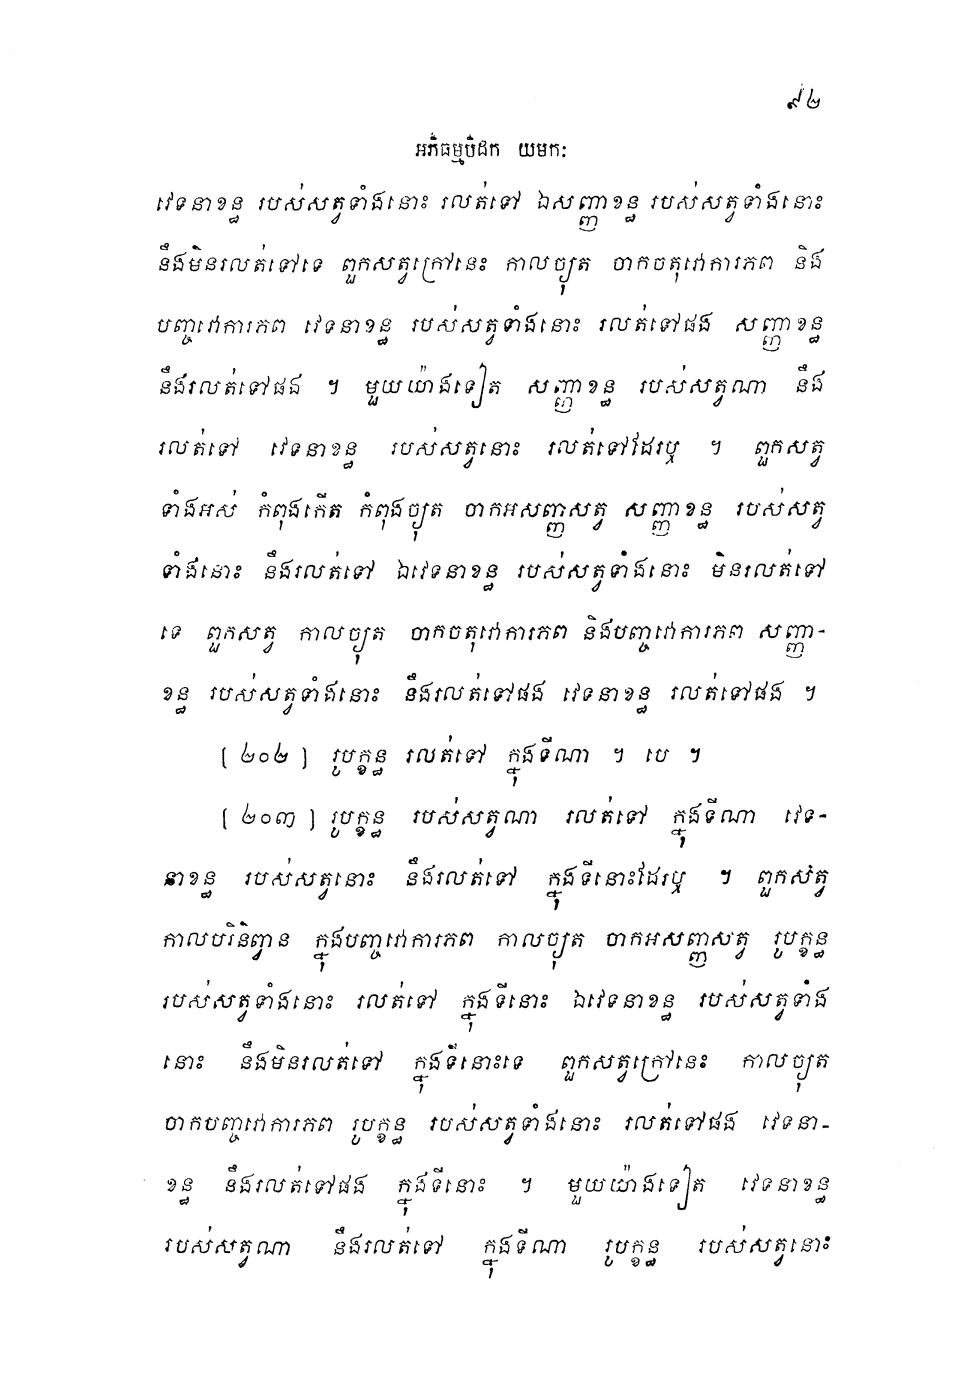 ៩២
អភិធម្មបិដក យមកៈ
វេទនាខន្ធ របស់សត្វទាំងនោះ រលត់ទៅ ឯសញ្ញាខន្ធ របស់សត្វទាំងនោះ
នឹងមិនរលត់ទៅទេ ពួកសត្វក្រៅនេះ កាលច្យុត ចាកចតុវោការភព និង
បញ្ចវោការភព វេទនាខន្ធ របស់សត្វទាំងនោះ រលត់ទៅផង សញ្ញាខន្ធ
នឹងរលត់ទៅផង ។ មួយយ៉ាងទៀត សញ្ញាខន្ធ របស់សត្វណា នឹង
រលត់ទៅ វេទនាខន្ធ របស់សត្វនោះ រលត់ទៅដែរឬ ។ ពួកសត្វ
ទាំងអស់ កំពុងកើត កំពុងច្យុត ចាកអសញ្ញសត្វ សញ្ញាខន្ធ របស់សត្វ
ទាំងនោះ នឹងរលត់ទៅ ឯវេទនាខន្ធ របស់សត្វទាំងនោះ មិនរលត់ទៅ
ទេ ពួកសត្វ កាលច្យុត ចាកចតុវោការភព និងបញ្ចវោការភព សញ្ញា-
ខន្ធ របស់សត្វទាំងនោះ នឹងរលត់ទៅផង វេទនាខន្ធ រលត់ទៅផង ។
[ ២០២ ] រូបក្ខន្ធ រលត់ទៅ ក្នុងទីណា ។ បេ ។
[ ២០៣ ] រូបក្ខន្ធ របស់សត្វណា រលត់ទៅ ក្នុងទីណា វេទ-
នាខន្ធ របស់សត្វនោះ នឹងរលត់ទៅ ក្នុងទីនោះដែរឬ ។ ពួកសត្វ
កាលបរិនិព្វាន ក្នុងបញ្ចវោការភព កាលច្យុត ចាកអសញ្ញសត្វ រូបក្ខន្ធ
របស់សត្វទាំងនោះ រលត់ទៅ ក្នុងទីនោះ ឯវេទនាខន្ធ របស់សត្វទាំង
នោះ នឹងមិនរលត់ទៅ ក្នុងទីនោះទេ ពួកសត្វក្រៅនេះ កាលច្យុត
ចាកបញ្ចវោការភព រូបក្ខន្ធ របស់សត្វទាំងនោះ រលត់ទៅផង វេទនា-
ខន្ធ នឹងរលត់ទៅផង ក្នុងទីនោះ ។ មួយយ៉ាងទៀត វេទនាខន្ធ
របស់សត្វណា នឹងរលត់ទៅ ក្នុងទីណា រូបក្ខន្ធ របស់សត្វនោះ